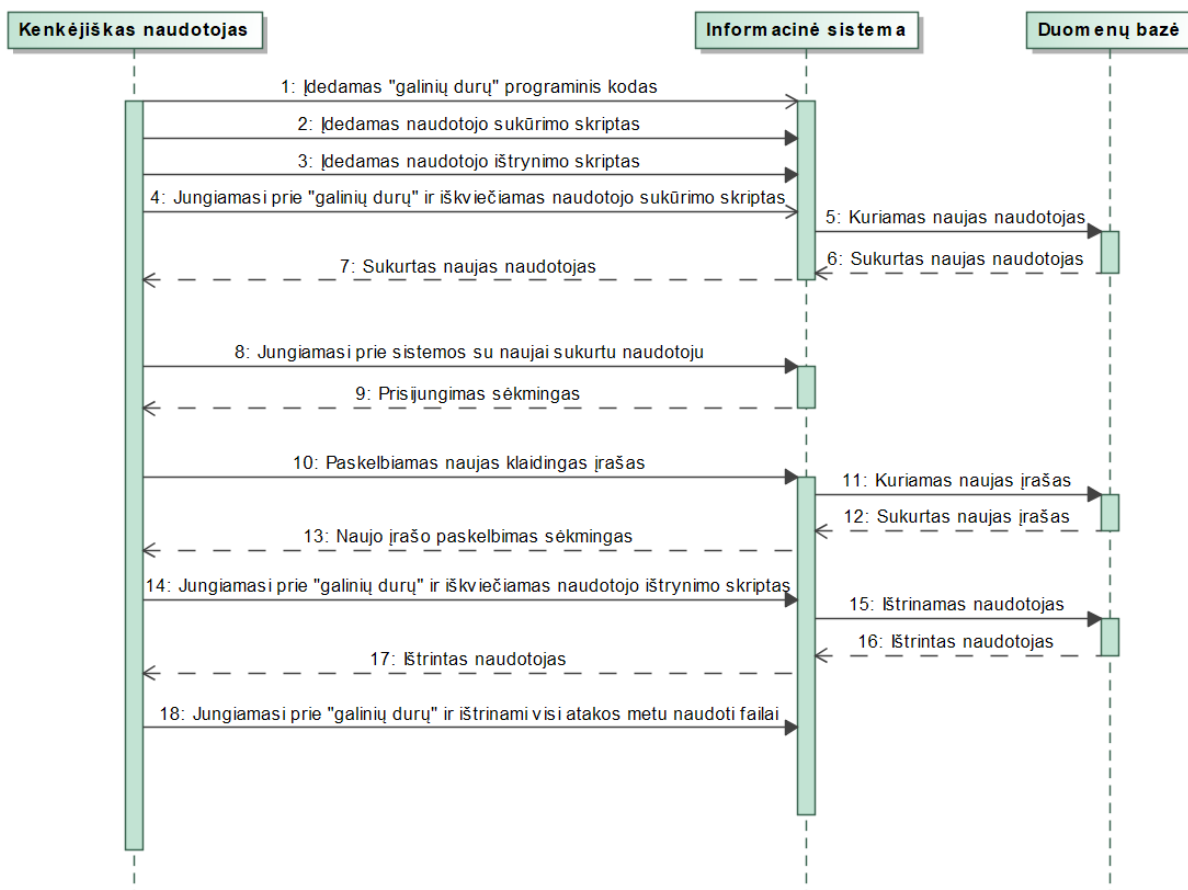 Kenkėjiškas naudotojas
Informacinė sistema
Duomenų bazė
1: Įdedamas "galinių durų" programinis kodas
2: Įdedamas naudotojo sukūrimo skriptas
3: Įdedamas naudotojo ištrynimo skriptas
4: Jungiamasi prie "galinių durų" ir iškviečiamas naudotojo sukūrimo skriptas
5: Kuriamas naujas naudotojas
6: Sukurtas naujas naudotojas
7: Sukurtas naujas naudotojas
8: Jungiamasi prie sistemos su naujai sukurtu naudotoju
9: Prisijungimas sėkmingas
10: Paskelbiamas naujas klaidingas įrašas
11: Kuriamas naujas įrašas
12: Sukurtas naujas įrašas
13: Naujo įrašo paskelbimas sėkmingas
14: Jungiamasi prie "galinių durų" ir iškviečiamas naudotojo ištrynimo skriptas
15: Ištrinamas naudotojas
16: Ištrintas naudotojas
17: Ištrintas naudotojas
18: Jungiamasi prie "galinių durų" ir ištrinami visi atakos metu naudoti failai